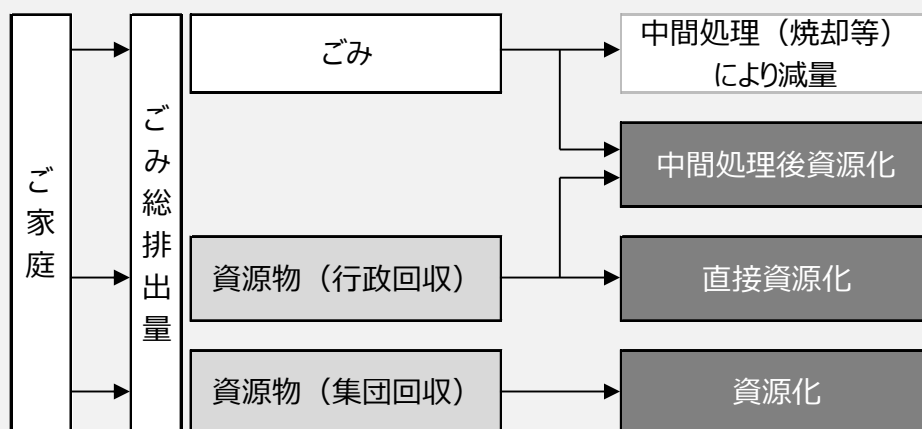 ご家庭
ごみ総排出量
ごみ
中間処理（焼却等）
により減量
中間処理後資源化
資源物（行政回収）
直接資源化
資源物（集団回収）
資源化